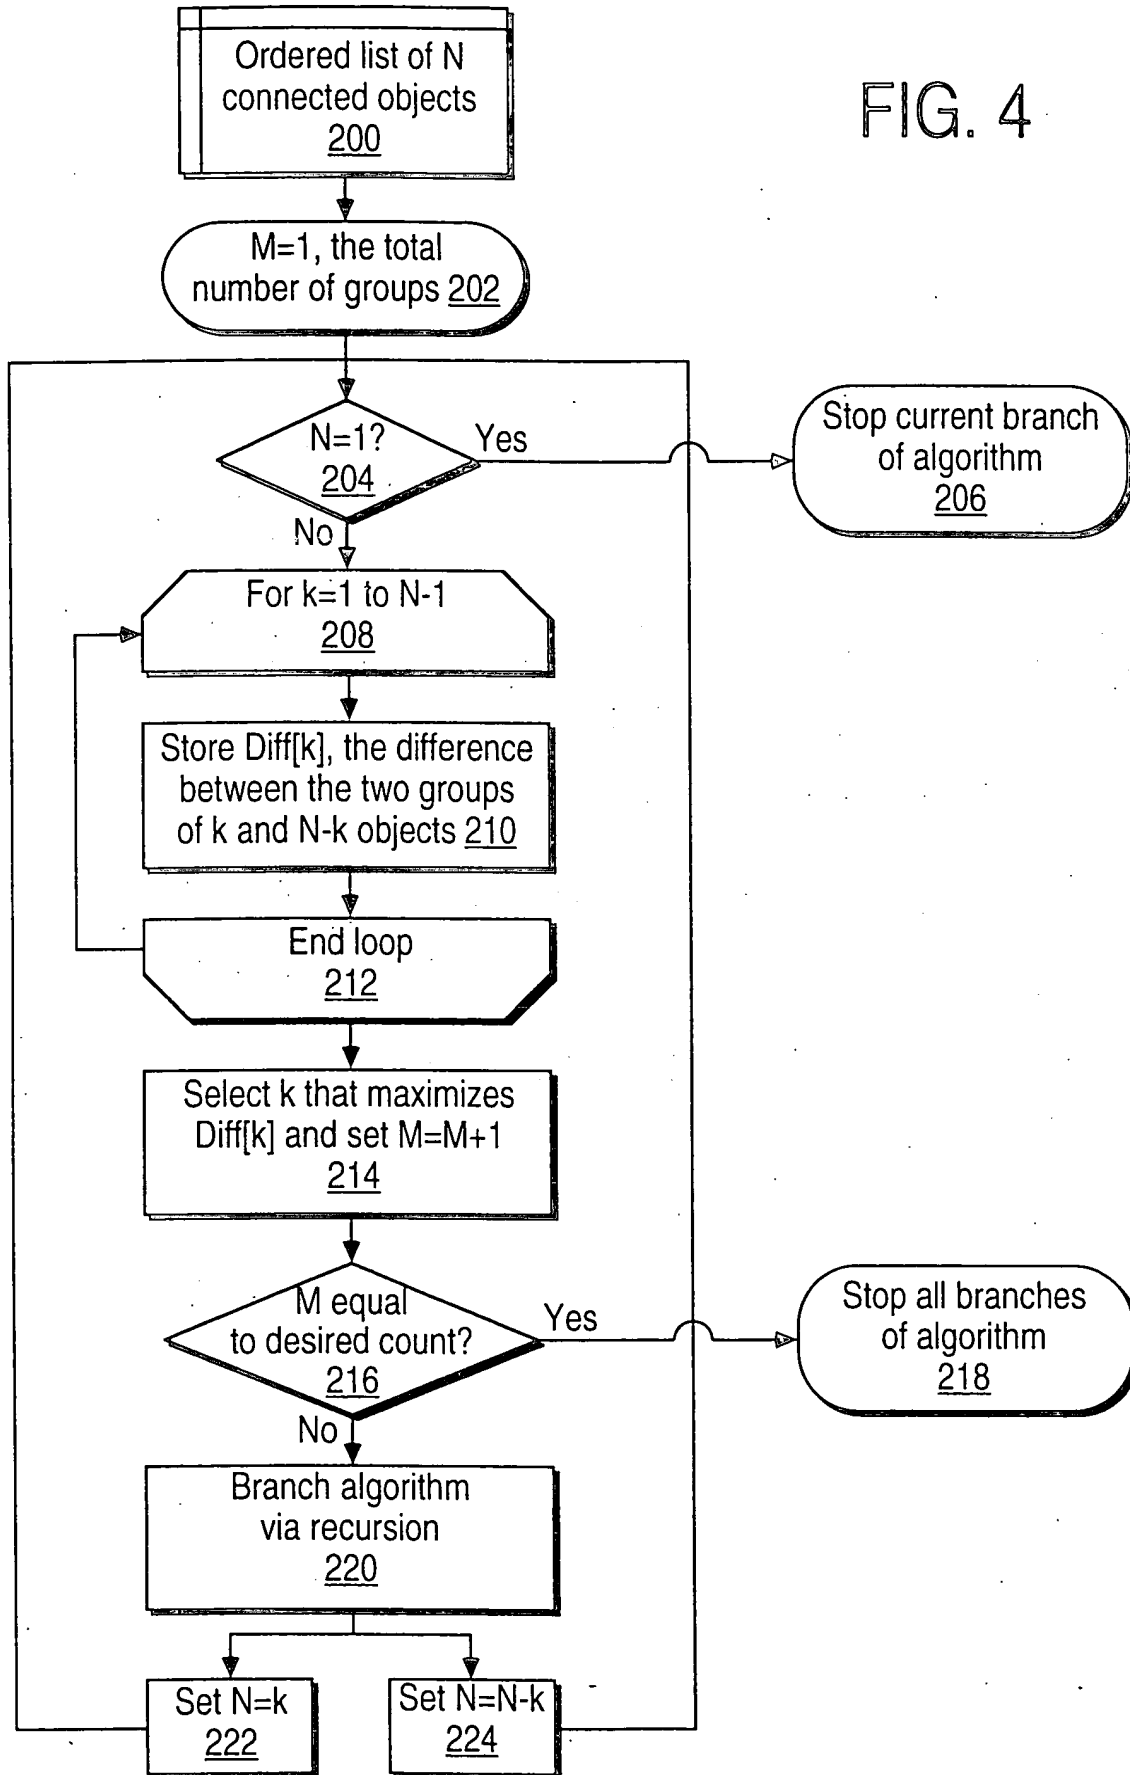 Ordered list of N
connected objects
200
FIG. 4
M=1, the total
number of groups 202
N=1?
204
Yes
Stop current branch
of algorithm
206
No
For k=1 to N-1
208
Store Diff[k], the difference
between the two groups
of k and N-k objects 210
End loop
212
Select k that maximizes
Diff[k] and set M=M+1
214
M equal
to desired count?
216
Yes
Stop all branches
of algorithm
218
No
Branch algorithm
via recursion
220
Set N=k
222
Set N=N-k
224